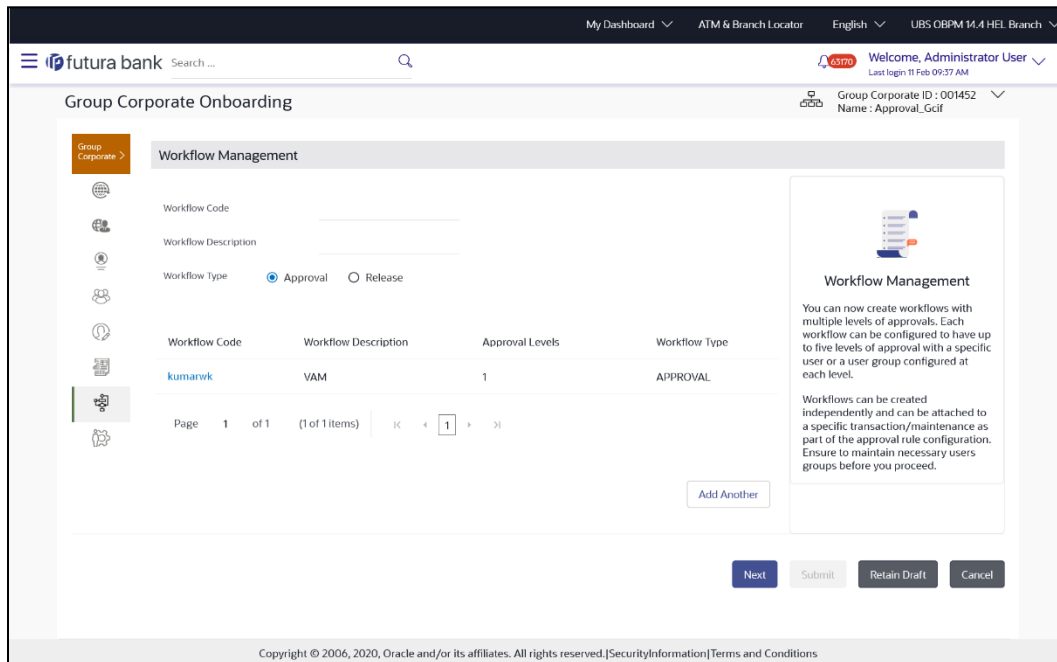 My Dashboard ATM & Branch Locator English UBS OBPM 14.4 HEL Branch
futura bank Search ... 63170 Welcome, Administrator User
Last login 11 Feb 09:37 AM
Group Corporate Onboarding
Group Corporate ID : 001452
Name : Approval_Gcif
Group
Corporate >
Workflow Management
Workflow Code
Workflow Description
Workflow Type Approval Release
Workflow Code Workflow Description Approval Levels Workflow Type
kumarwk VAM 1 APPROVAL
Page 1 of 1 (1 of 1 items) 1
Add Another
Workflow Management
You can now create workflows with
multiple levels of approvals. Each
workflow can be configured to have up
to five levels of approval with a specific
user or a user group configured at
each level.
Workflows can be created
independently and can be attached to
a specific transaction/maintenance as
part of the approval rule configuration.
Ensure to maintain necessary users
groups before you proceed.
Next Submit Retain Draft Cancel
Copyright © 2006, 2020, Oracle and/or its affiliates. All rights reserved.|SecurityInformation|Terms and Conditions